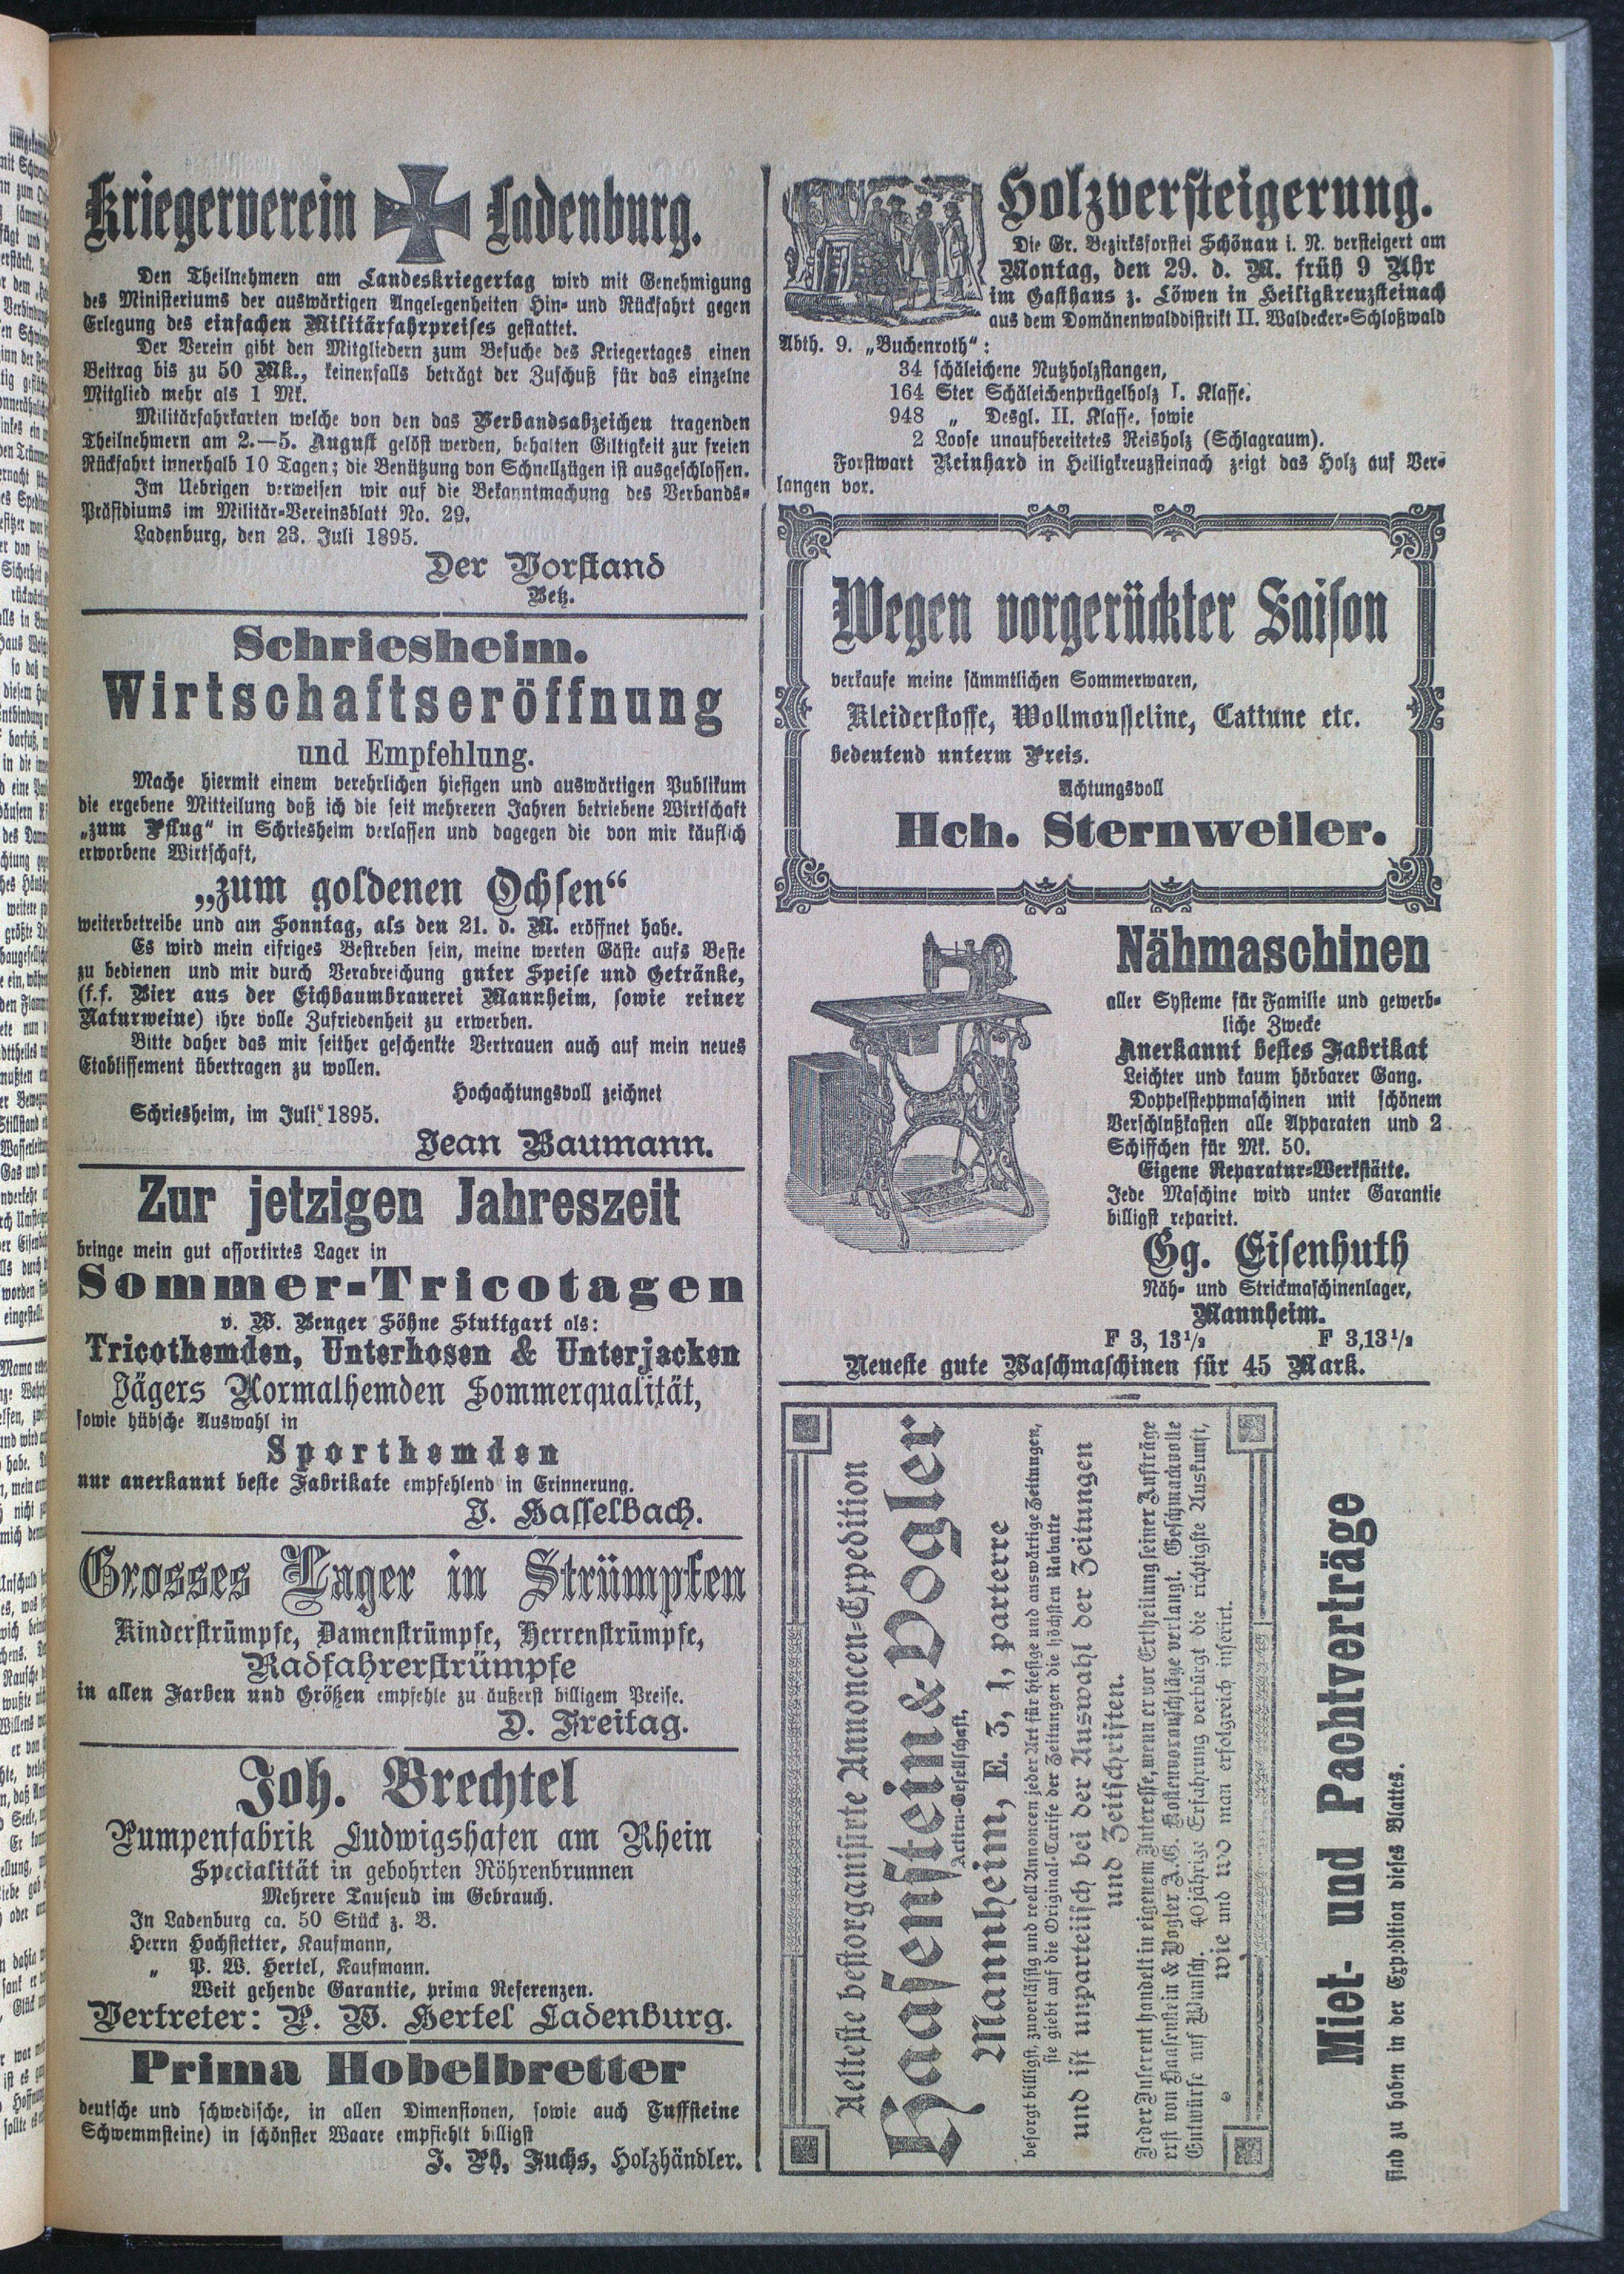 Kriegerverein Ladenburg.
Den Theilnehmern am Landeskriegertag wird mit Genehmigung
des Ministeriums der auswärtigen Angelegenheiten Hin- und Rückfahrt gegen
Erlegung des einfachen Militärfahrpreises gestattet.
Der Verein gibt den Mitgliedern zum Besuche des Kriegertages einen
Beitrag bis zu 50 Mk., keinenfalls beträgt der Zuschuß für das einzelne
Mitglied mehr als 1 Mk.
Militärfahrkarten welche von den das Verbandsabzeichen tragenden
Theilnehmern am 2.—5. August gelöst werden, behalten Giltigkeit zur freien
Rückfahrt innerhalb 10 Tagen; die Benützung von Schnellzügen ist ausgeschlossen.
Im Uebrigen verweisen wir auf die Bekanntmachung des Verbands-
Präsidiums im Militär-Vereinsblatt No. 29.
Ladenburg, den 23. Juli 1895.
Der Vorstand
Betz.
Schriesheim.
Wirtschaftseröffnung
und Empfehlung.
Mache hiermit einem verehrlichen hiesigen und auswärtigen Publikum
die ergebene Mitteilung daß ich die seit mehreren Jahren betriebene Wirtschaft
„zum Pflug" in Schriesheim verlassen und dagegen die von mir käuflich
erworbene Wirtschaft,
„zum goldenen Ochsen“
weiterbetreibe und am Sonntag, als den 21. d. M. eröffnet habe.
Es wird mein eifriges Bestreben sein, meine werten Gäste aufs Beste
zu bedienen und mir durch Verabreichung guter Speise und Getränke,
(f.f. Bier aus der Eichbaumbrauerei Mannheim, sowie reiner
Naturweine) ihre volle Zufriedenheit zu erwerben.
Bitte daher das mir seither geschenkte Vertrauen auch auf mein neues
Etablissement übertragen zu wollen.
Hochachtungsvoll zeichnet
Schriesheim, im Juli 1895.
Jean Baumann.
Zur jetzigen Jahreszeit
bringe mein gut assortirtes Lager in
Sommer-Tricotagen
v. W. Benger Söhne Stuttgart als:
Tricothemden, Unterhosen & Unterjacken
Jägers Normalhemden Sommerqualität,
sowie hübsche Auswahl in
Sporthemden
nur anerkannt beste Fabrikate empfehlend in Erinnerung.
J. Hasselbach.
Grosses Lager in Strümpfen
Kinderstrümpfe, Damenstrümpfe, Herrenstrümpfe,
Radfahrerstrümpfe
in allen Farben und Größen empfehle zu äußerst billigem Preise.
D. Freitag.
Joh. Brechtel
Pumpenfabrik Ludwigshafen am Rhein
Specialität in gebohrten Röhrenbrunnen
Mehrere Tausend im Gebrauch.
In Ladenburg ca. 50 Stück z. B.
Herrn Hochstetter, Kaufmann,
„ P. W. Hertel, Kaufmann.
Weit gehende Garantie, prima Referenzen.
Vertreter: P. W. Hertel Ladenburg.
Prima Hobelbretter
deutsche und schwedische, in allen Dimensionen, sowie auch Tuffsteine
Schwemmsteine) in schönster Waare empfiehlt billigst
J. Ph. Fuchs, Holzhändler.
Holzversteigerung.
Die Gr. Bezirksforstei Schönau i. N. versteigert am
Montag, den 29. d. M. früh 9 Uhr
im Gasthaus z. Löwen in Heiligkreuzsteinach
aus dem Domänenwalddistrikt II. Waldecker-Schloßwald
Abth. 9. „Buchenroth“:
34 schäleichene Nutzholzstangen,
164 Ster Schäleichenprügelholz I. Klasse.
948 „ Desgl. II. Klasse, sowie
2 Loose unaufbereitetes Reisholz (Schlagraum).
Forstwart Reinhard in Heiligkreuzsteinach zeigt das Holz auf Ver-
langen vor.
Wegen vorgerückter Saison
verkaufe meine sämmtlichen Sommerwaren,
Kleiderstoffe, Wollmousseline, Cattune etc.
bedeutend unterm Preis.
Achtungsvoll
Hch. Sternweiler.
Nähmaschinen
aller Systeme für Familie und gewerb-
liche Zwecke
Anerkannt bestes Fabrikat
Leichter und kaum hörbarer Gang.
Doppelsteppmaschinen mit schönem
Verschlußkasten alle Apparaten und 2
Schiffchen für Mk. 50.
Eigene Reparatur-Werkstätte.
Jede Maschine wird unter Garantie
billigst reparirt.
Gg. Eisenhuth
Näh- und Strickmaschinenlager,
Mannheim.
F 3, 13 1/2 F 3,13 1/2
Neueste gute Waschmaschinen für 45 Mark.
Aelteste bestorganisirte Annoncen-Expedition
Haasenstein & Vogler
Actien-Gesellschaft,
Mannheim, E. 3, 1, parterre
besorgt billigst, zuverlässig und reell Annoncen jeder Art für hiesige und auswärtige Zeitungen,
sie giebt auf die Original-Tarife der Zeitungen die höchsten Rabatte
und ist unparteiisch bei der Auswahl der Zeitungen
und Zeitschriften.
Jeder Inserent handelt in eigenem Interesse, wenn er vor Ertheilung seiner Aufträge
erst von Haasenstein & Vogler A.G. Kostenvoranschläge verlangt. Geschmackvolle
Entwürfe auf Wunsch. 40jährige Erfahrung verbürgt die richtigste Auskunft,
wie und wo man erfolgreich inserirt.
Miet- und Pachtverträge
sind zu haben in der Expedition dieses Blattes.